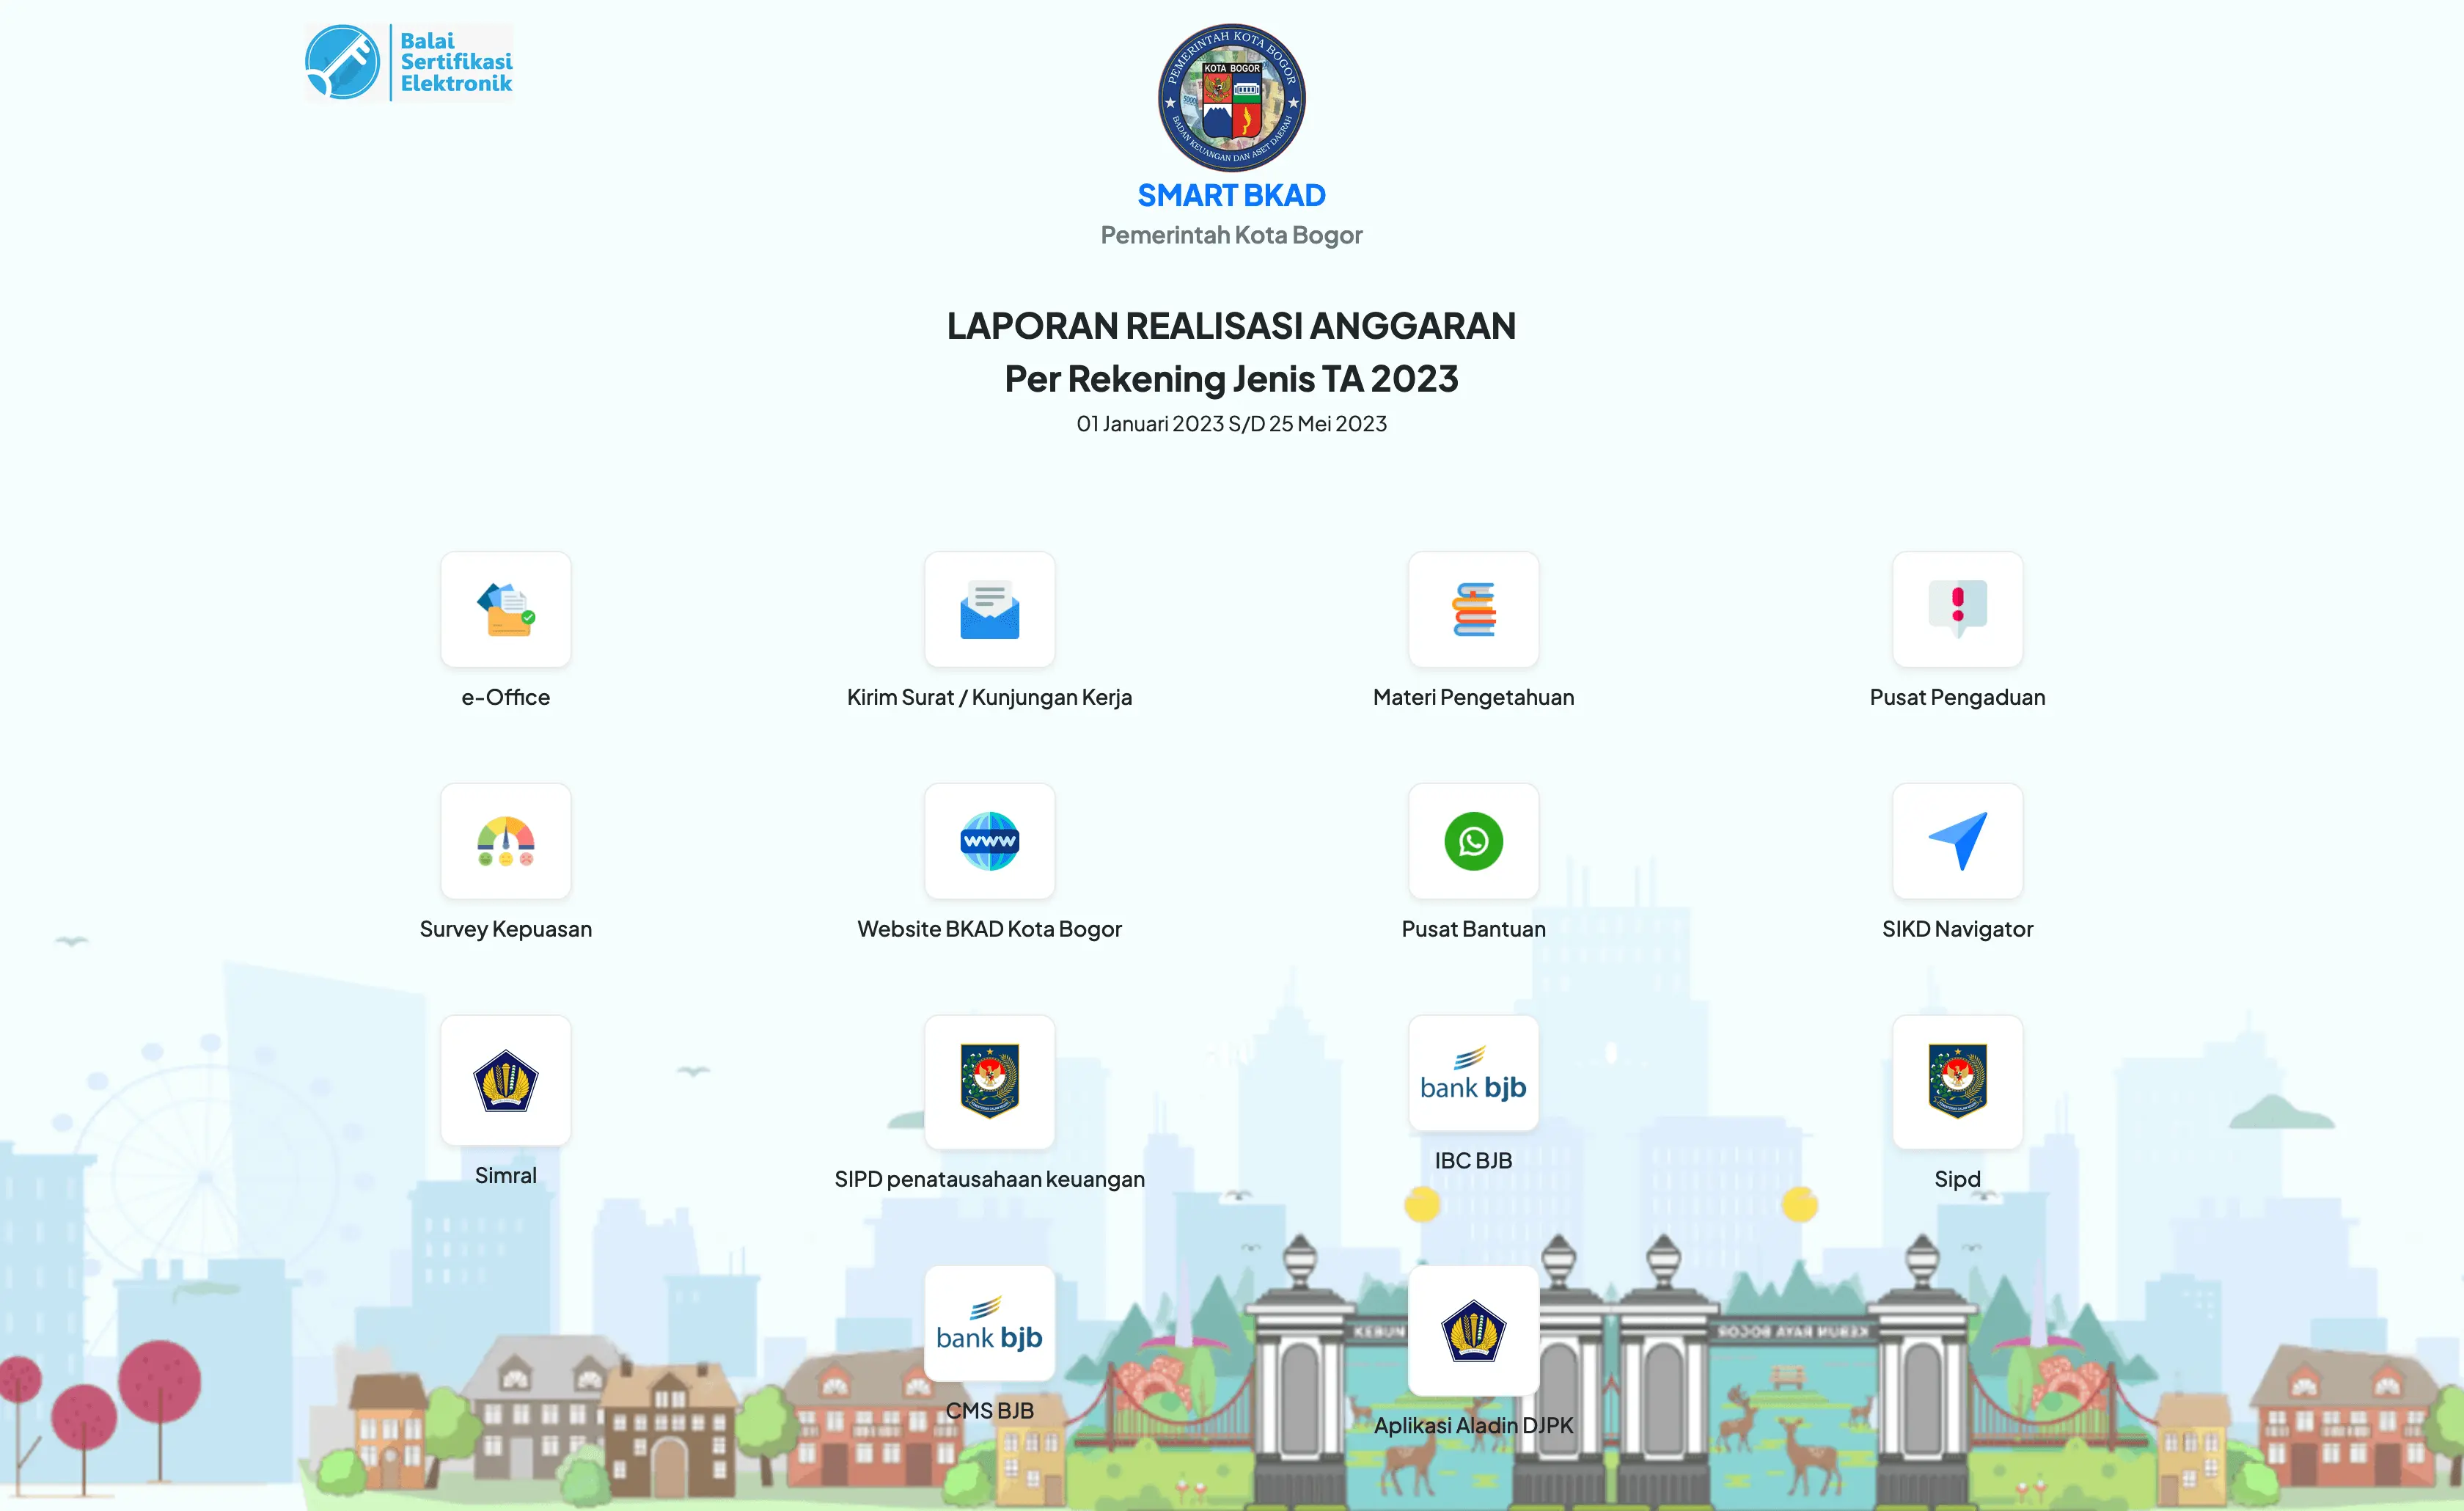 Balai
Sertifikasi
Elektronik
PEMERINTAH KOTA BOGOR
KOTA BOGOR
BADAN KEUANGAN DAN ASET DAERAH
SMART BKAD
Pemerintah Kota Bogor
LAPORAN REALISASI ANGGARAN
Per Rekening Jenis TA 2023
01 Januari 2023 S/D 25 Mei 2023
e-Office
Kirim Surat / Kunjungan Kerja
Materi Pengetahuan
Pusat Pengaduan
www
Survey Kepuasan
Website BKAD Kota Bogor
Pusat Bantuan
SIKD Navigator
bank bjb
Simral
SIPD penatausahaan keuangan
IBC BJB
Sipd
bank bjb
KEBUN
KEBUN RAYA BOGOR
CMS BJB
Aplikasi Aladin DJPK